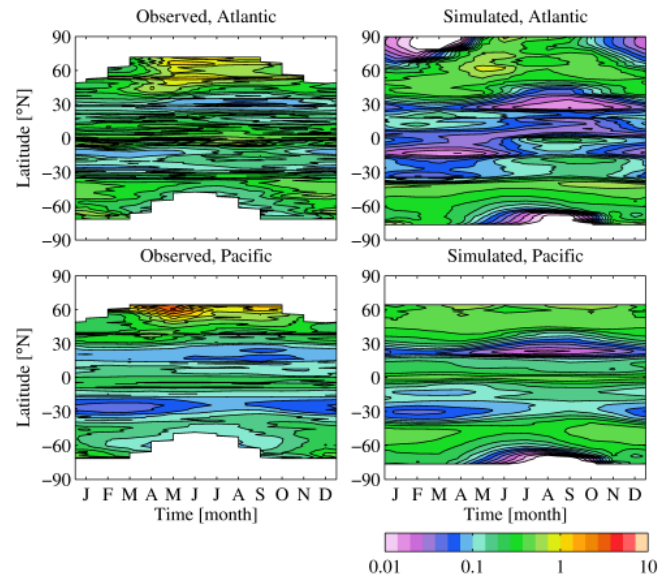 Observed, Atlantic
Simulated, Atlantic
Latitude [°N]
90
60
30
0
−30
−60
−90
Observed, Pacific
Simulated, Pacific
Latitude [°N]
90
60
30
0
−30
−60
−90
J F M A M J J A S O N D
J F M A M J J A S O N D
Time [month]
Time [month]
0.01 0.1 1 10